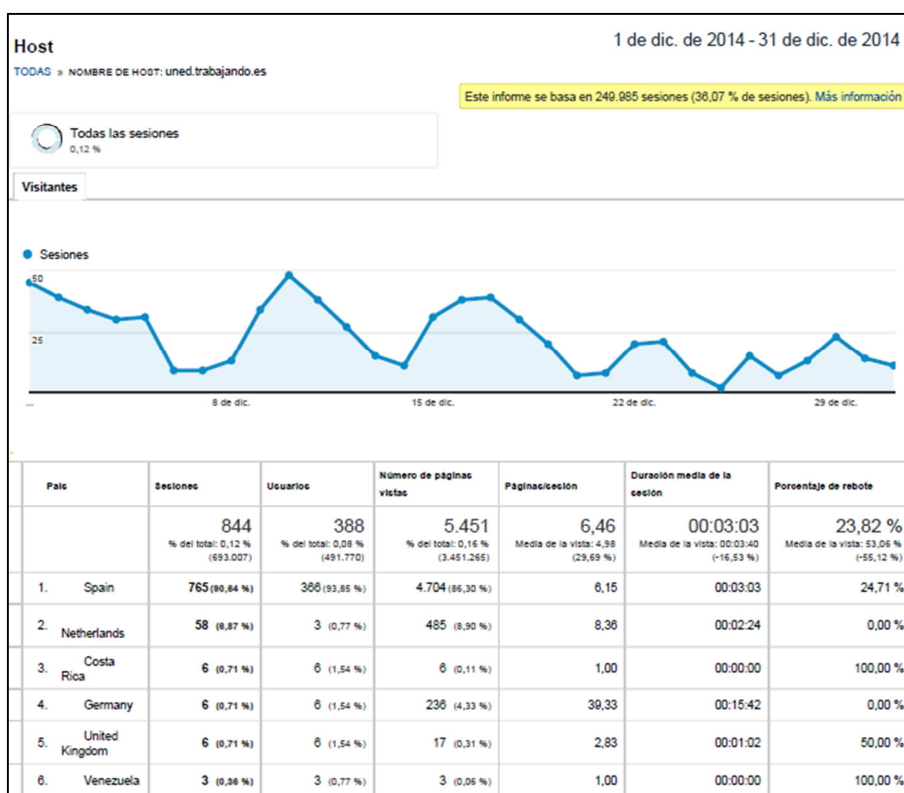 Host
1 de dic. de 2014 - 31 de dic. de 2014
TODAS » NOMBRE DE HOST: uned.trabajando.es
Este informe se basa en 249.985 sesiones (36,07 % de sesiones). Más información
Todas las sesiones
0,12 %
Visitantes
Sesiones
50
25
... 8 de dic. 15 de dic. 22 de dic. 29 de dic.
País Sesiones Usuarios Número de páginas vistas Páginas/sesión Duración media de la sesión Porcentaje de rebote
844 388 5.451 6,46 00:03:03 23,82 %
% del total: 0,12 % % del total: 0,08 % % del total: 0,16 % Media de la vista: 4,98 Media de la vista: 00:03:40 Media de la vista: 53,06 %
(693.007) (491.770) (3.451.265) (29,69 %) (-16,53 %) (-55,12 %)
1. Spain 765 (90,64 %) 366 (93,85 %) 4.704 (86,30 %) 6,15 00:03:03 24,71 %
2. Netherlands 58 (6,87 %) 3 (0,77 %) 485 (8,90 %) 8,36 00:02:24 0,00 %
3. Costa Rica 6 (0,71 %) 6 (1,54 %) 6 (0,11 %) 1,00 00:00:00 100,00 %
4. Germany 6 (0,71 %) 6 (1,54 %) 236 (4,33 %) 39,33 00:15:42 0,00 %
5. United Kingdom 6 (0,71 %) 6 (1,54 %) 17 (0,31 %) 2,83 00:01:02 50,00 %
6. Venezuela 3 (0,36 %) 3 (0,77 %) 3 (0,06 %) 1,00 00:00:00 100,00 %